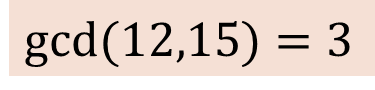 gcd(12,15) = 3